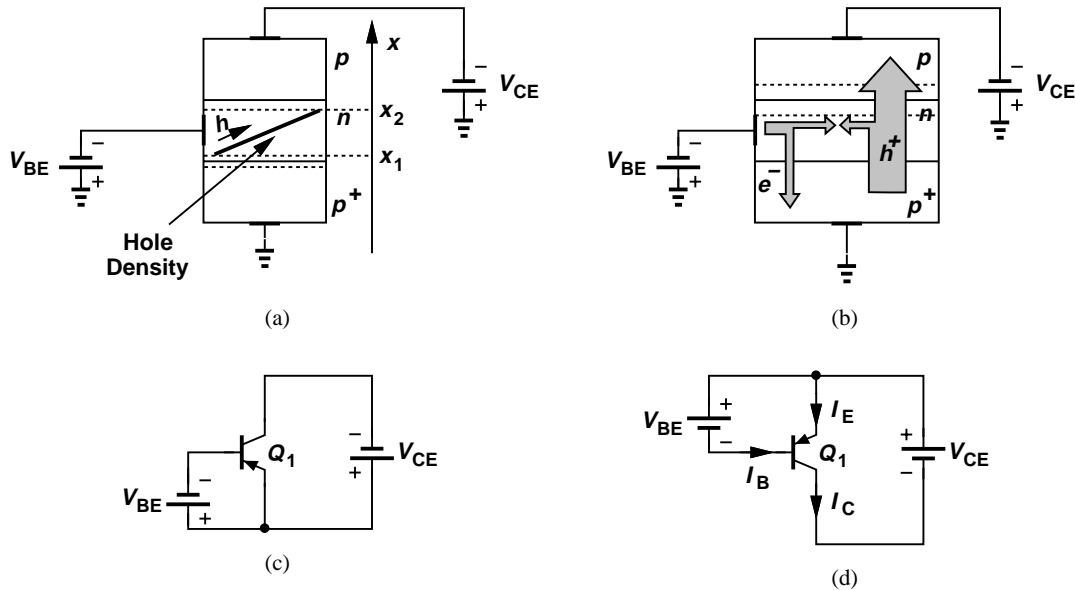 p
x
V_CE
−
+
n
x_2
h
x_1
V_BE
−
+
p^+
Hole
Density
(a)
p
−
V_CE
+
n
−
V_BE
+
h^+
e^−
p^+
(b)
−
V_CE
+
Q_1
−
V_BE
+
(c)
+
V_BE
−
I_E
+
Q_1
V_CE
−
I_B
I_C
(d)